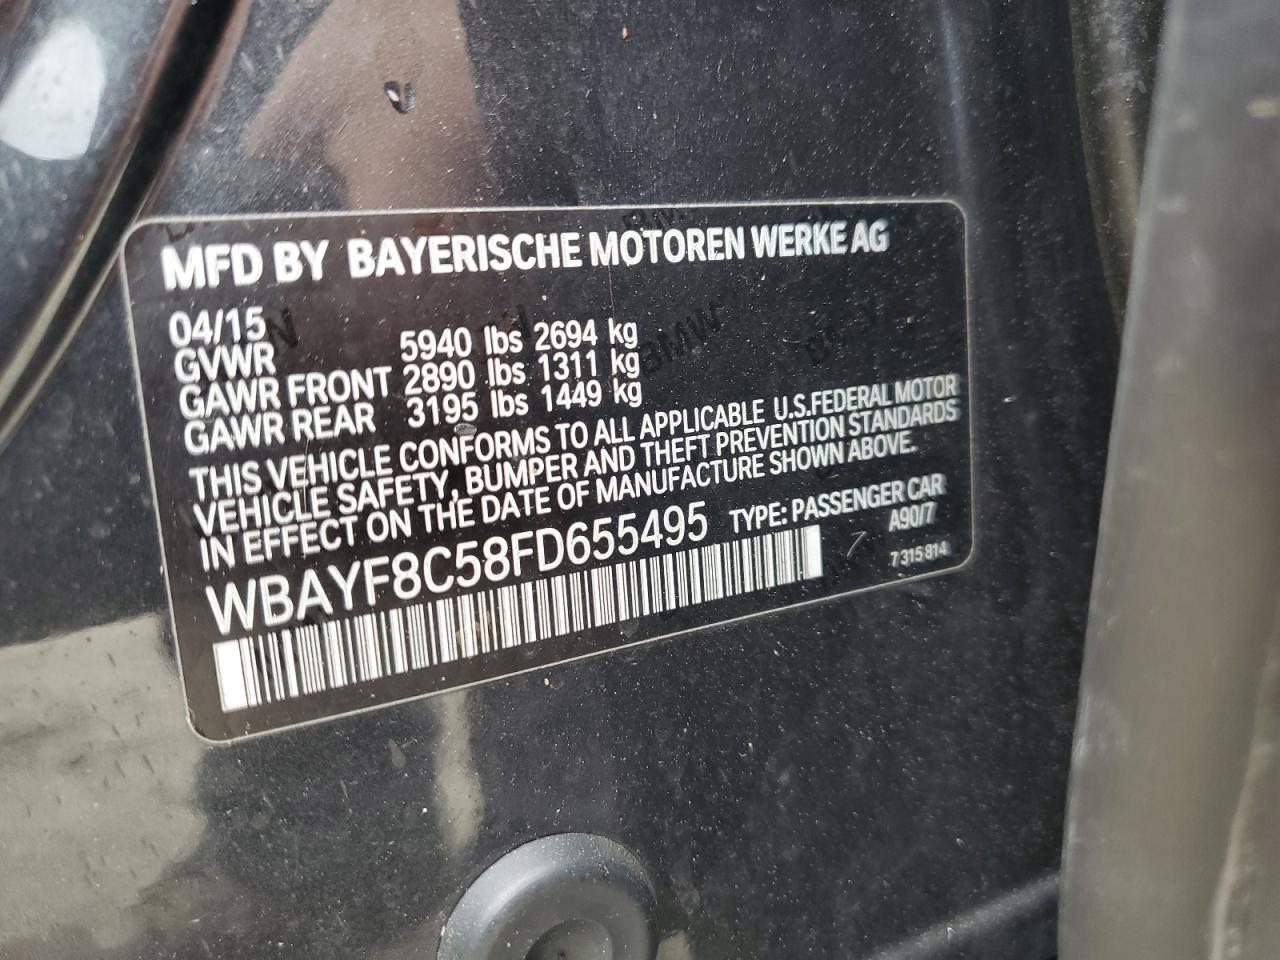 MFD BY BAYERISCHE MOTOREN WERKE AG
04/15
GVWR 5940 lbs 2694 kg
GAWR FRONT 2890 lbs 1311 kg
GAWR REAR 3195 lbs 1449 kg
THIS VEHICLE CONFORMS TO ALL APPLICABLE U.S.FEDERAL MOTOR
VEHICLE SAFETY, BUMPER AND THEFT PREVENTION STANDARDS
IN EFFECT ON THE DATE OF MANUFACTURE SHOWN ABOVE.
WBAYF8C58FD655495 TYPE: PASSENGER CAR
A90/7
7 315 814
BMW